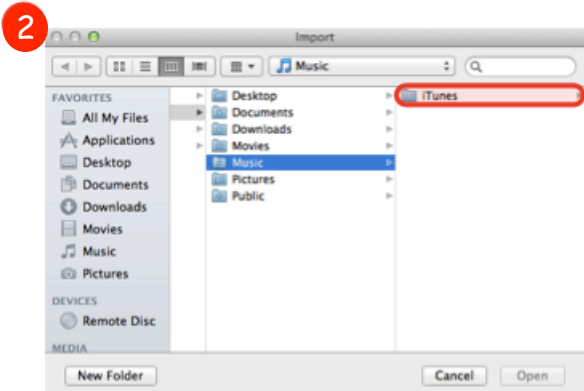 2
Import
Music
FAVORITES
All My Files
Applications
Desktop
Documents
Downloads
Movies
Music
Pictures
DEVICES
Remote Disc
MEDIA
Desktop
Documents
Downloads
Movies
Music
Pictures
Public
iTunes
New Folder
Cancel
Open